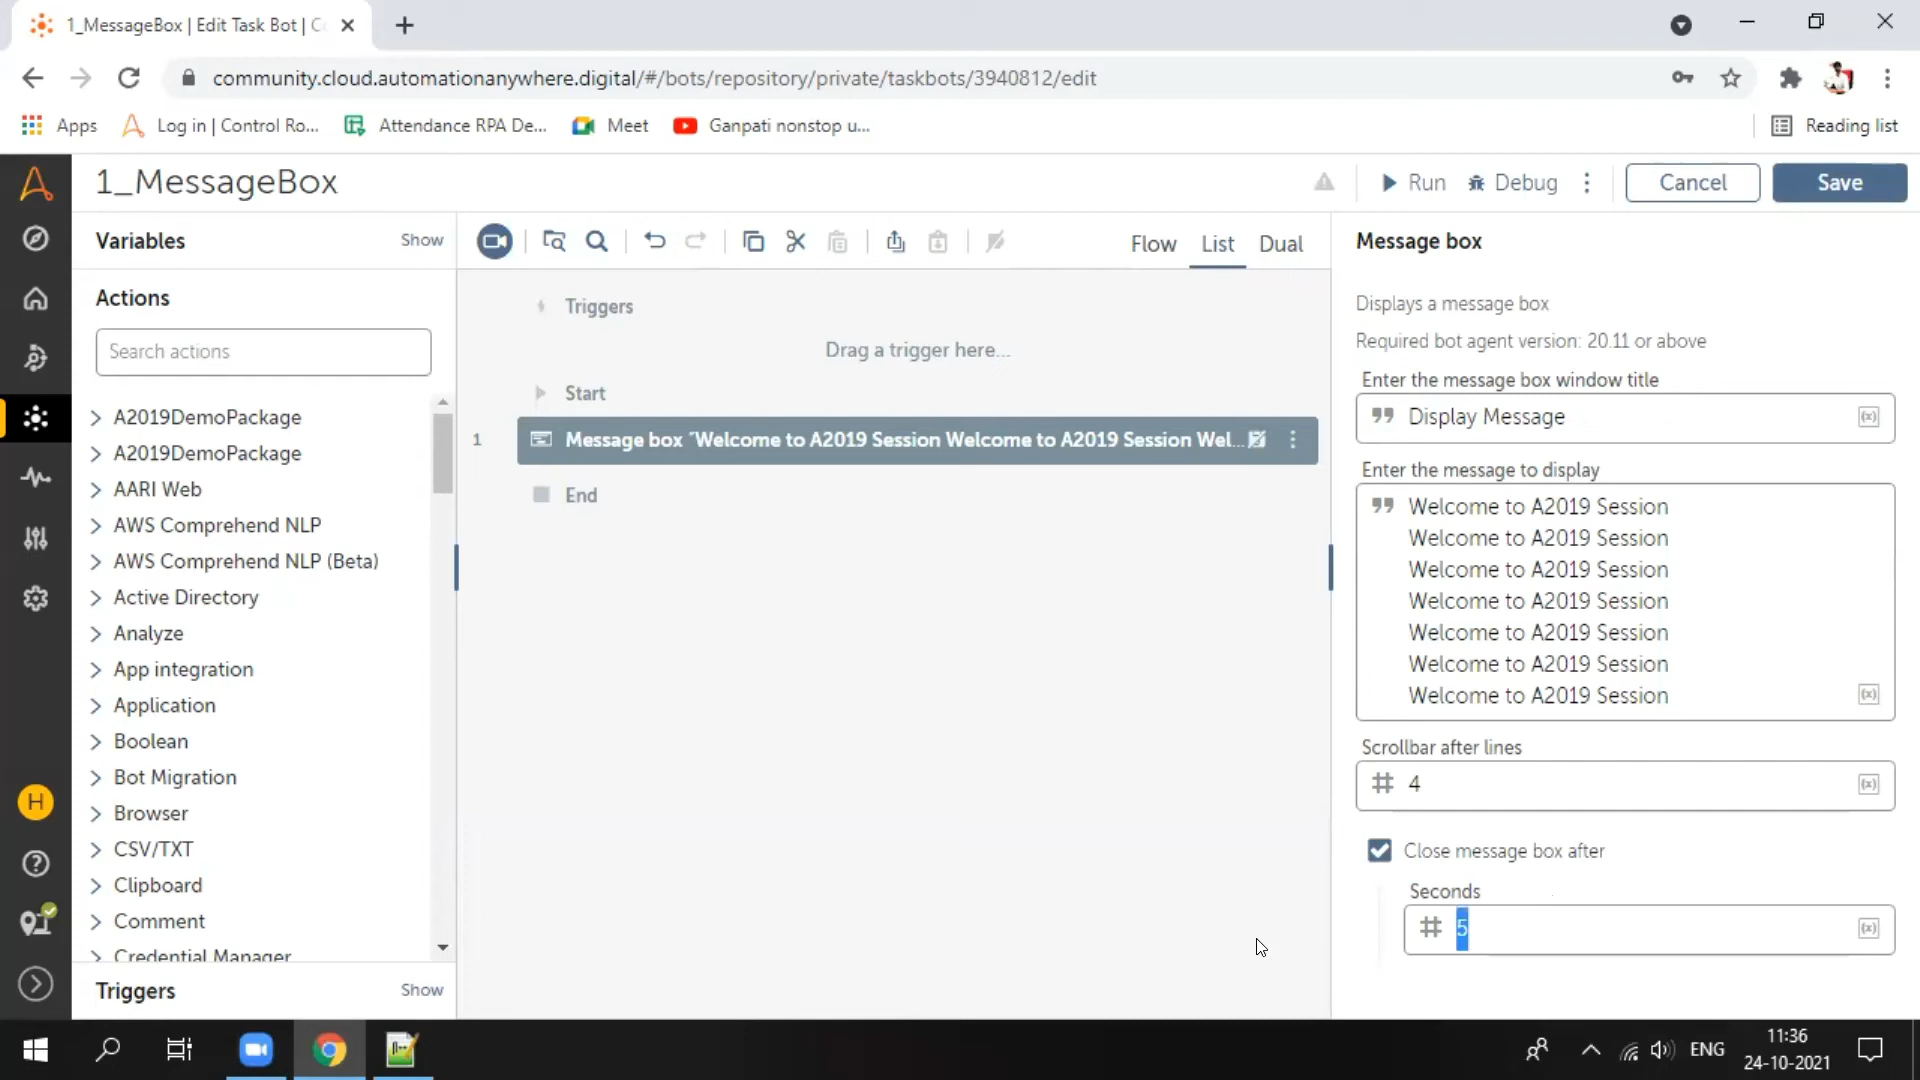 1_MessageBox | Edit Task Bot | C
community.cloud.automationanywhere.digital/#/bots/repository/private/taskbots/3940812/edit
Apps
Log in | Control Ro...
Attendance RPA De...
Meet
Ganpati nonstop u...
Reading list
1_MessageBox
Run
Debug
Cancel
Save
Variables
Show
Flow
List
Dual
Message box
Actions
Search actions
A2019DemoPackage
A2019DemoPackage
AARI Web
AWS Comprehend NLP
AWS Comprehend NLP (Beta)
Active Directory
Analyze
App integration
Application
Boolean
Bot Migration
Browser
CSV/TXT
Clipboard
Comment
Credential Manager
Triggers
Show
Triggers
Drag a trigger here...
Start
1
Message box "Welcome to A2019 Session Welcome to A2019 Session Wel...
End
Displays a message box
Required bot agent version: 20.11 or above
Enter the message box window title
Display Message
(x)
Enter the message to display
Welcome to A2019 Session
Welcome to A2019 Session
Welcome to A2019 Session
Welcome to A2019 Session
Welcome to A2019 Session
Welcome to A2019 Session
Welcome to A2019 Session
(x)
Scrollbar after lines
4
(x)
Close message box after
Seconds
5
(x)
H
ENG
11:36
24-10-2021